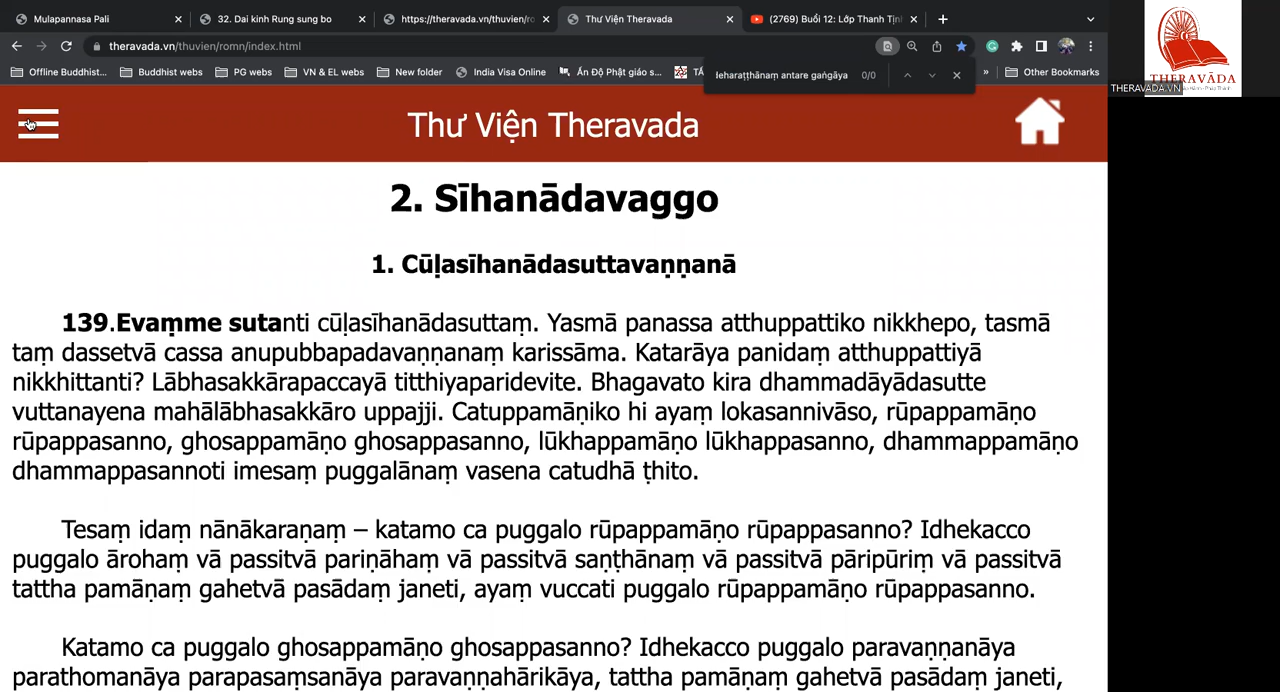 Mulapannasa Pali
32. Dai kinh Rung sung bo
https://theravada.vn/thuvien/ro
Thư Viện Theravada
(2769) Buổi 12: Lớp Thanh Tịnh
theravada.vn/thuvien/romn/index.html
Offline Buddhist... Buddhist webs PG webs VN & EL webs New folder India Visa Online Ấn Độ Phật giáo s... TẤ » Other Bookmarks
leharaṭṭhānaṃ antare gaṅgāya 0/0
THERAVĀDA
THERAVADA.VN
Thư Viện Theravada
2. Sīhanādavaggo
1. Cūḷasīhanādasuttavaṇṇanā
139.Evaṃme sutanti cūḷasīhanādasuttaṃ. Yasmā panassa atthuppattiko nikkhepo, tasmā
taṃ dassetvā cassa anupubbapadavaṇṇanaṃ karissāma. Katarāya panidaṃ atthuppattiyā
nikkhittanti? Lābhasakkārapaccayā titthiyaparidevite. Bhagavato kira dhammadāyādasutte
vuttanayena mahālābhasakkāro uppajji. Catuppamāṇiko hi ayaṃ lokasannivāso, rūpappamāṇo
rūpappasanno, ghosappamāṇo ghosappasanno, lūkhappamāṇo lūkhappasanno, dhammappamāṇo
dhammappasannoti imesaṃ puggalānaṃ vasena catudhā ṭhito.
Tesaṃ idaṃ nānākaraṇaṃ – katamo ca puggalo rūpappamāṇo rūpappasanno? Idhekacco
puggalo ārohaṃ vā passitvā pariṇāhaṃ vā passitvā saṇṭhānaṃ vā passitvā pāripūriṃ vā passitvā
tattha pamāṇaṃ gahetvā pasādaṃ janeti, ayaṃ vuccati puggalo rūpappamāṇo rūpappasanno.
Katamo ca puggalo ghosappamāṇo ghosappasanno? Idhekacco puggalo paravaṇṇanāya
parathomanāya parapasaṃsanāya paravaṇṇahārikāya, tattha pamāṇaṃ gahetvā pasādaṃ janeti,